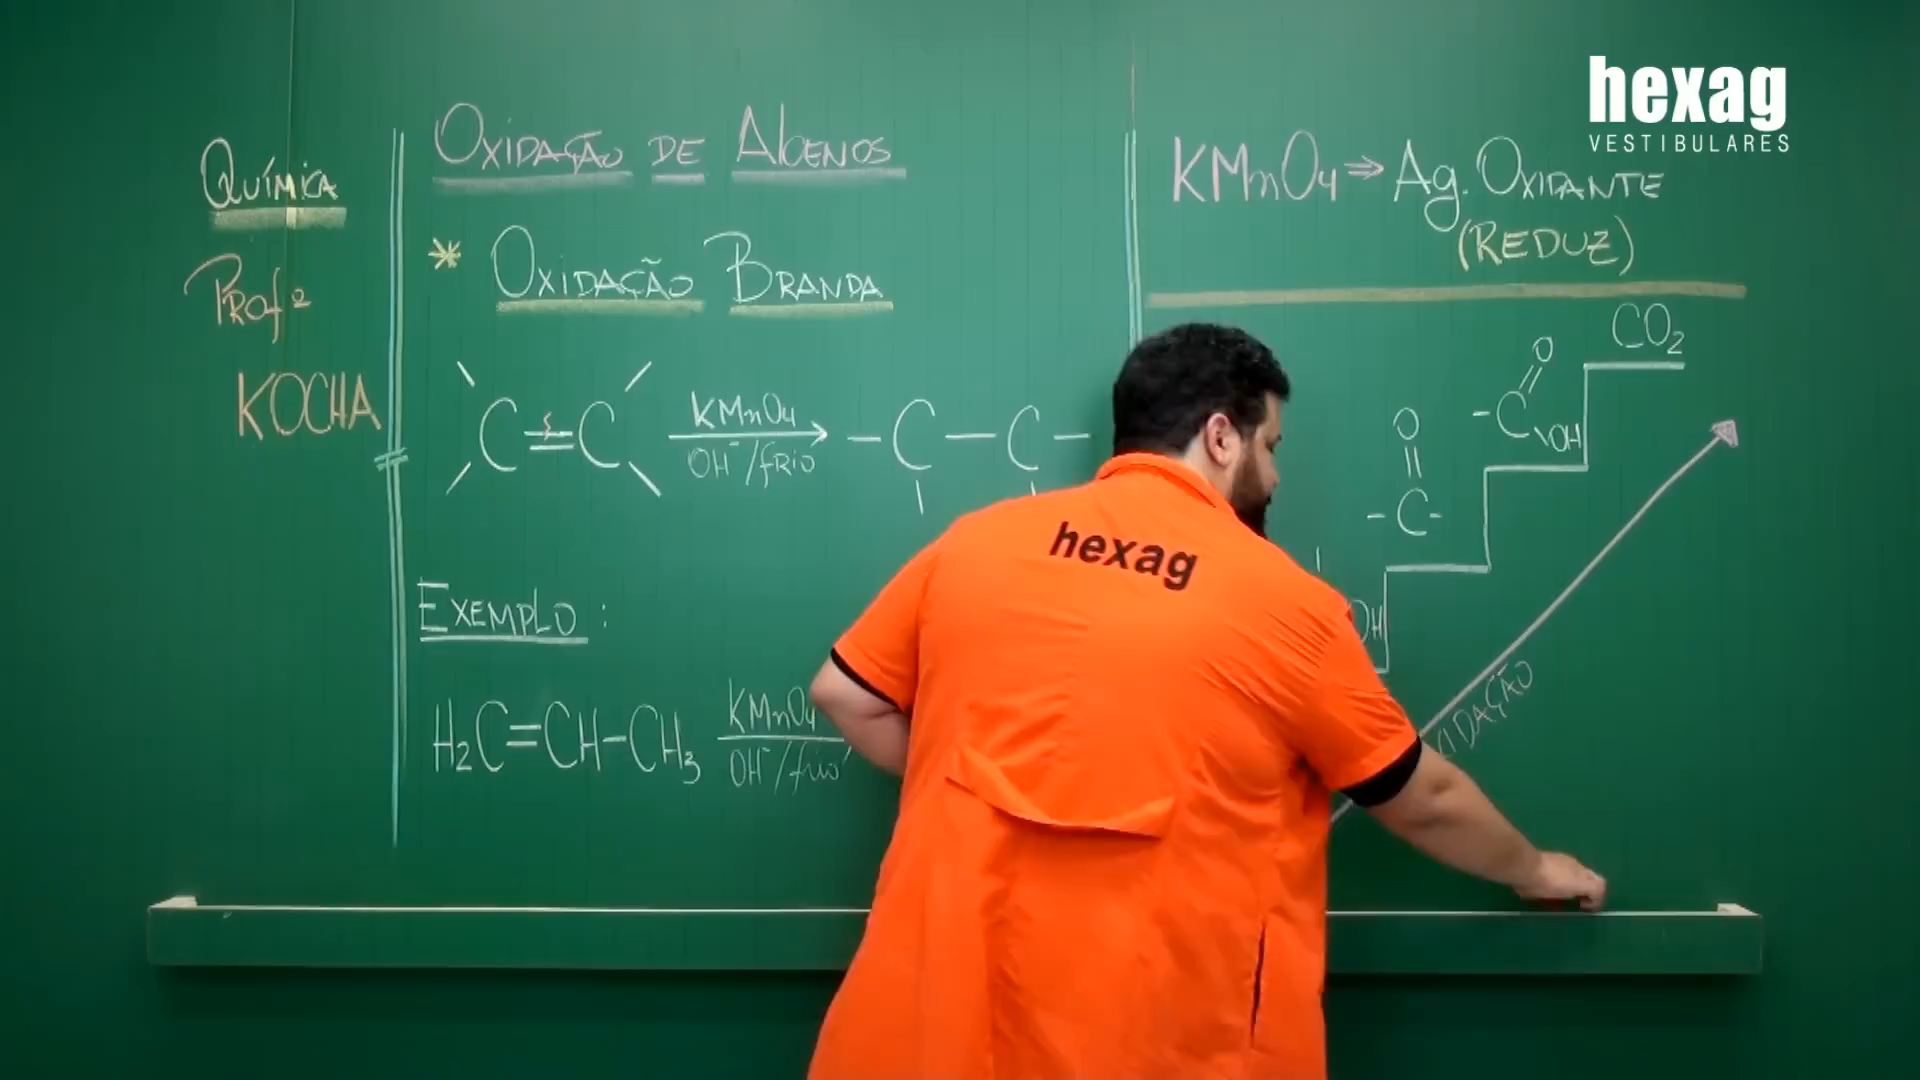 hexag
VESTIBULARES
QUÍMICA
PROFº
KOCHA
OXIDAÇÃO DE ALCENOS
* OXIDAÇÃO BRANDA
C=C
KMnO4
OH⁻/FRIO
-C-C-
EXEMPLO:
H2C=CH-CH3
KMnO4
OH⁻/frio
KMnO4 ⇒ Ag. OXIDANTE
(REDUZ)
CO2
O
-C
OH
O
-C-
OH
IDAÇÃO
hexag